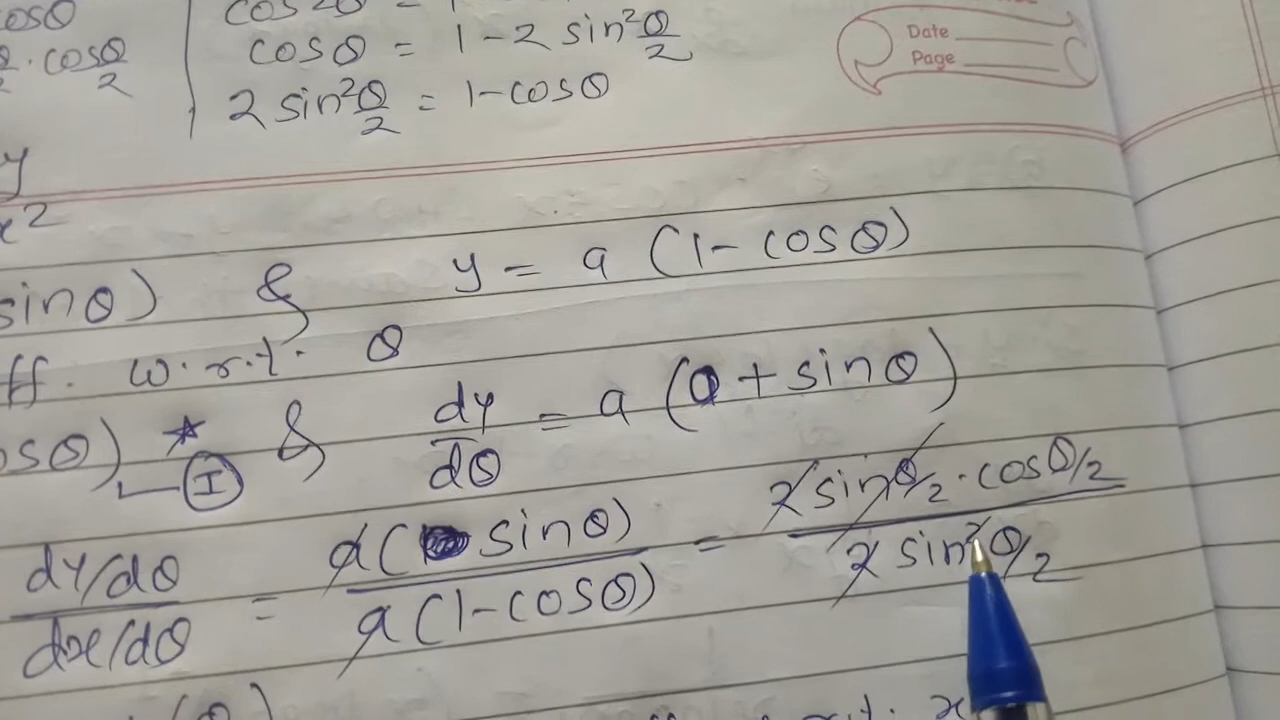 cosθ
cos2θ = 1
θ/2 · cos θ/2
cosθ = 1 - 2 sin²θ/2
2 sin²θ/2 = 1 - cosθ
Date
Page
y
x²
sinθ) & y = a (1 - cosθ)
ff. w.r.t. θ
osθ) ★ I & dy/dθ = a (0 + sinθ)
dy/dθ / dx/dθ = a( sinθ) / a(1 - cosθ) = 2 sinθ/2 · cosθ/2 / 2 sin²θ/2
(θ) w.r.t. x